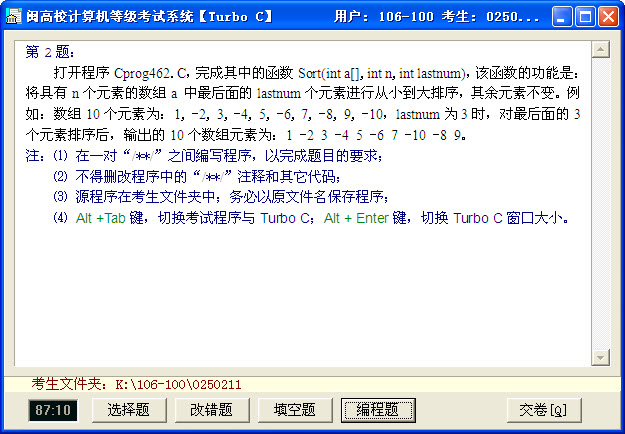 闽高校计算机等级考试系统【Turbo C】 用户: 106-100 考生: 0250...
第 2 题:
打开程序 Cprog462.C, 完成其中的函数 Sort(int a[], int n, int lastnum), 该函数的功能是:
将具有 n 个元素的数组 a 中最后面的 lastnum 个元素进行从小到大排序, 其余元素不变。例
如: 数组 10 个元素为: 1, -2, 3, -4, 5, -6, 7, -8, 9, -10, lastnum 为 3 时, 对最后面的 3
个元素排序后, 输出的 10 个数组元素为: 1 -2 3 -4 5 -6 7 -10 -8 9。
注: (1) 在一对“/**/”之间编写程序, 以完成题目的要求;
(2) 不得删改程序中的“/**/”注释和其它代码;
(3) 源程序在考生文件夹中; 务必以原文件名保存程序;
(4) Alt +Tab 键, 切换考试程序与 Turbo C; Alt + Enter 键, 切换 Turbo C 窗口大小。
考生文件夹: K:\106-100\0250211
87:10 选择题 改错题 填空题 编程题 交卷[Q]